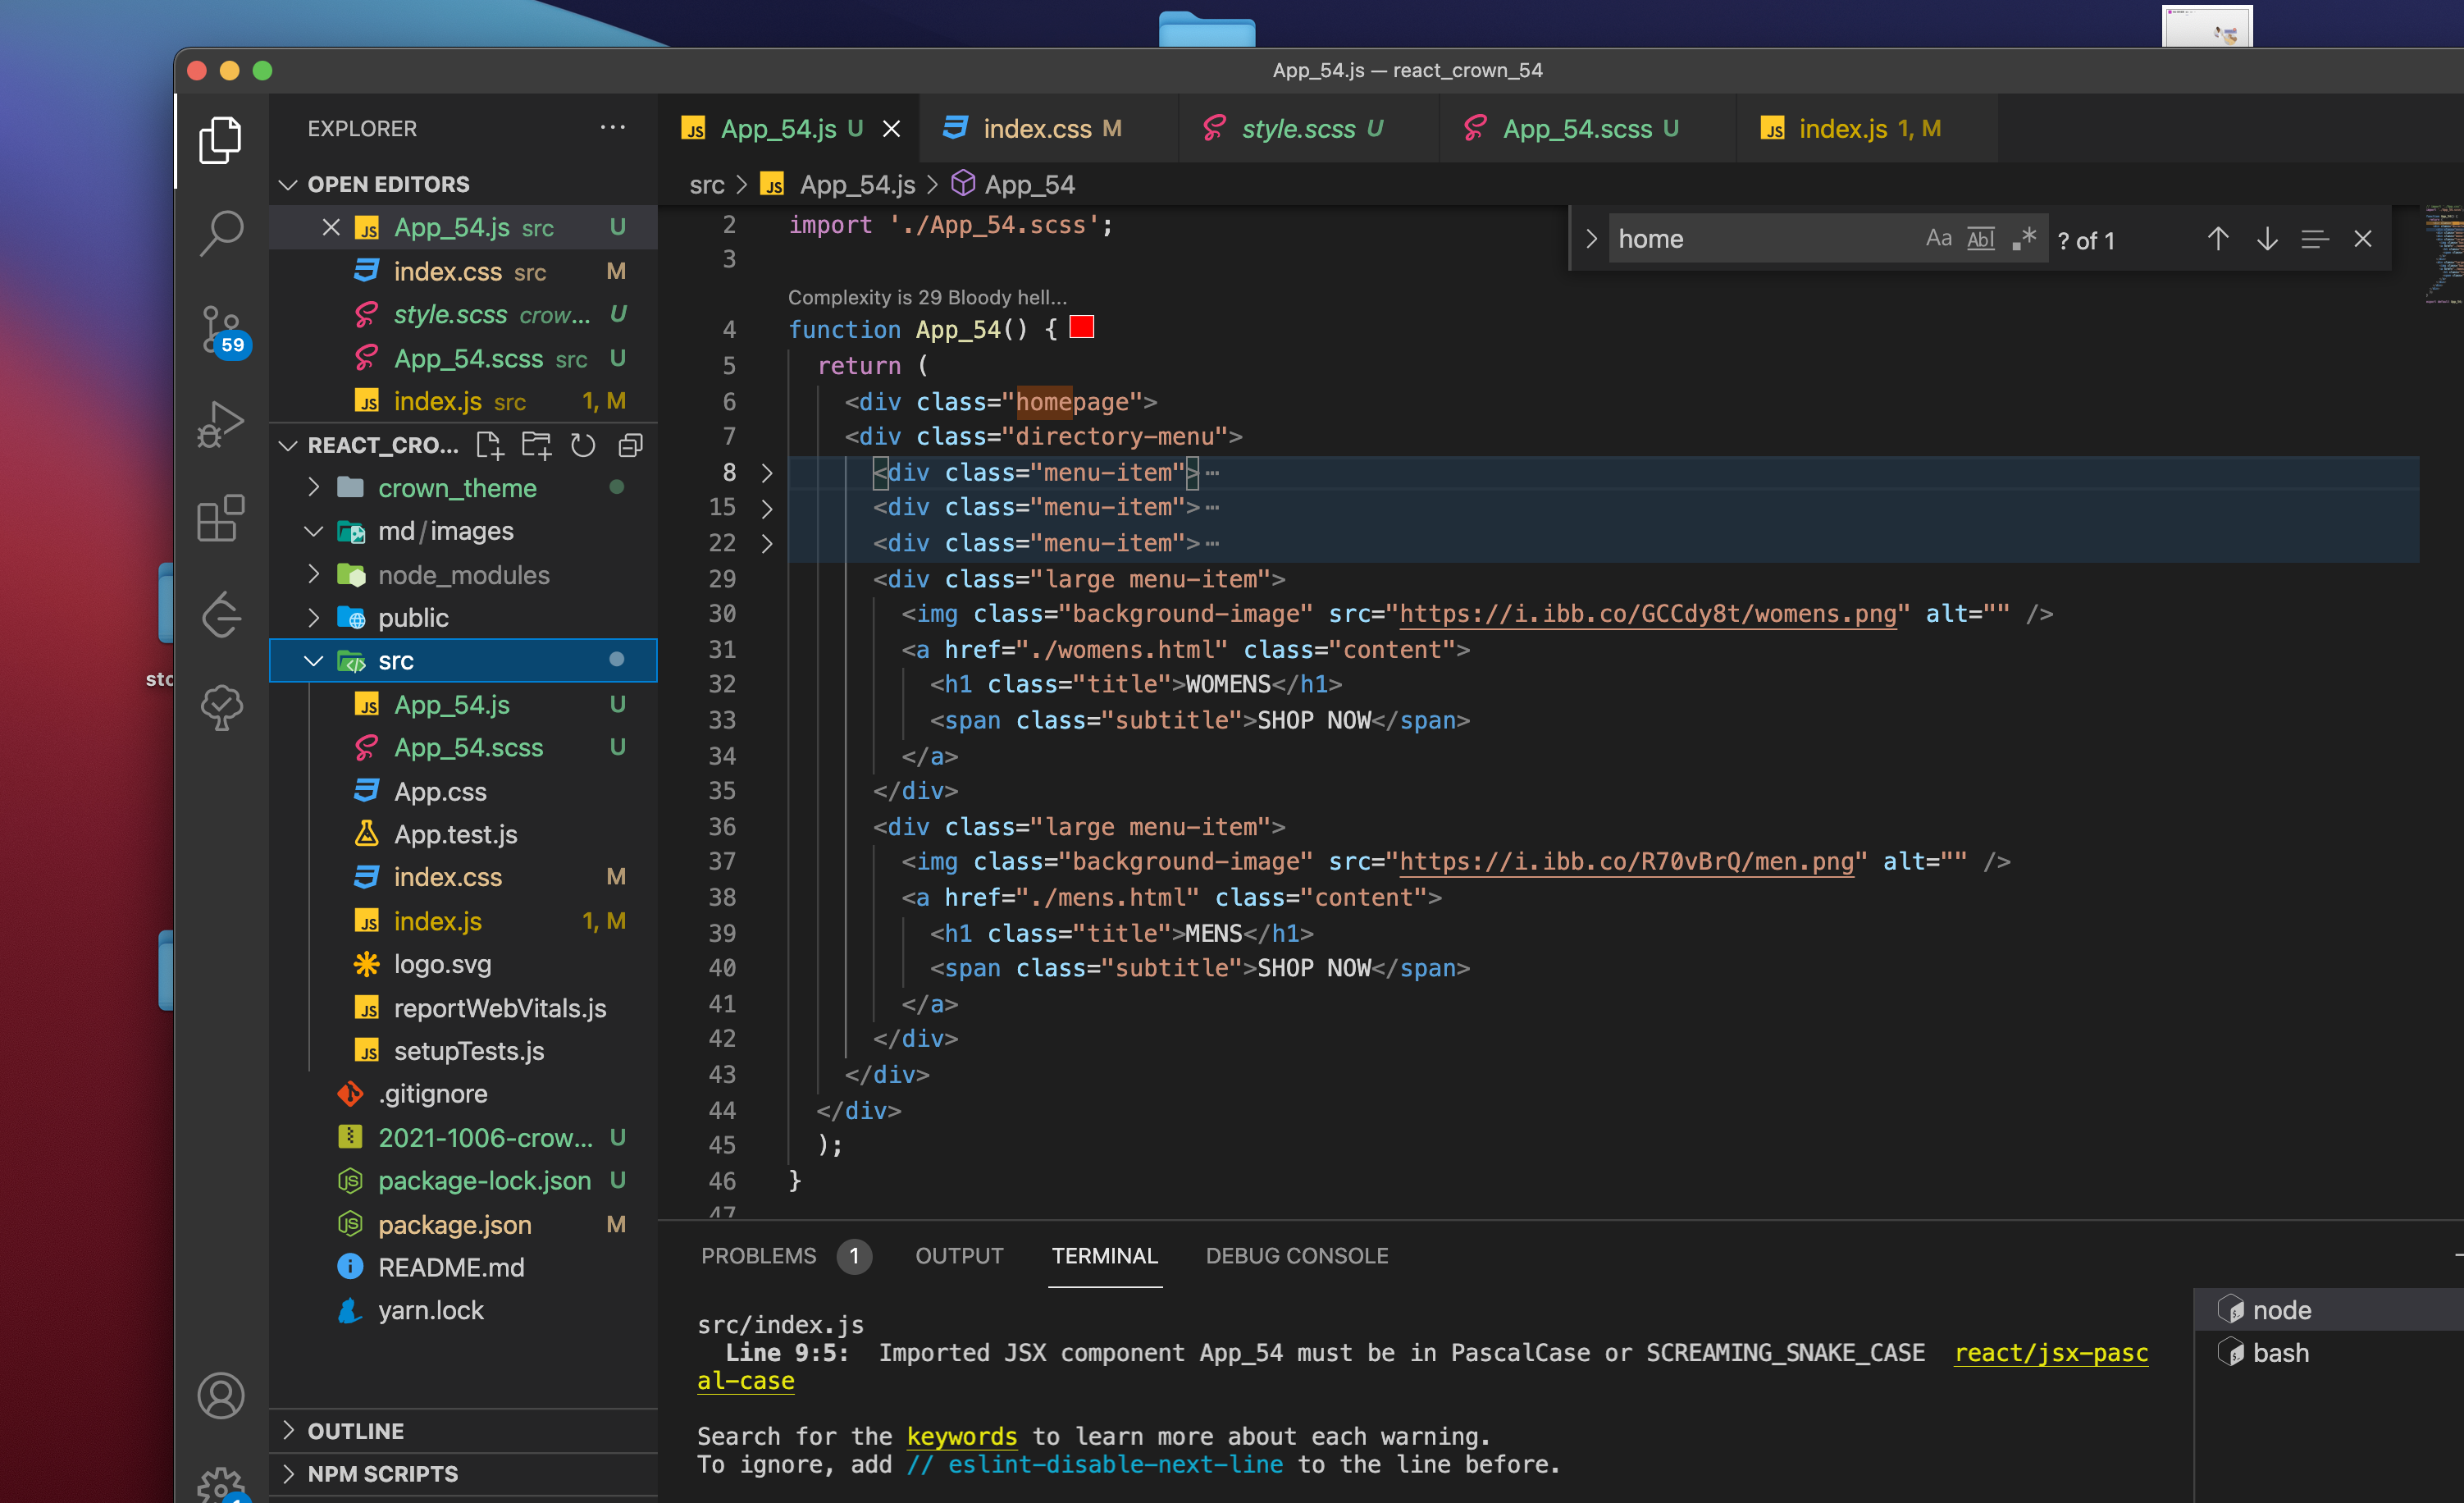 App_54.js — react_crown_54
EXPLORER
OPEN EDITORS
App_54.js src U
index.css src M
style.scss crow... U
App_54.scss src U
index.js src 1, M
REACT_CRO...
crown_theme
md/images
node_modules
public
src
App_54.js U
App_54.scss U
App.css
App.test.js
index.css M
index.js 1, M
logo.svg
reportWebVitals.js
setupTests.js
.gitignore
2021-1006-crow... U
package-lock.json U
package.json M
README.md
yarn.lock
OUTLINE
NPM SCRIPTS
59
App_54.js U index.css M style.scss U App_54.scss U index.js 1, M
src > App_54.js > App_54
home Aa Abl .* ? of 1
2 import './App_54.scss';
3
Complexity is 29 Bloody hell...
4 function App_54() {
5 return (
6 <div class="homepage">
7 <div class="directory-menu">
8 <div class="menu-item">⋯
15 <div class="menu-item">⋯
22 <div class="menu-item">⋯
29 <div class="large menu-item">
30 <img class="background-image" src="https://i.ibb.co/GCCdy8t/womens.png" alt="" />
31 <a href="./womens.html" class="content">
32 <h1 class="title">WOMENS</h1>
33 <span class="subtitle">SHOP NOW</span>
34 </a>
35 </div>
36 <div class="large menu-item">
37 <img class="background-image" src="https://i.ibb.co/R70vBrQ/men.png" alt="" />
38 <a href="./mens.html" class="content">
39 <h1 class="title">MENS</h1>
40 <span class="subtitle">SHOP NOW</span>
41 </a>
42 </div>
43 </div>
44 </div>
45 );
46 }
47
PROBLEMS 1 OUTPUT TERMINAL DEBUG CONSOLE
src/index.js
Line 9:5: Imported JSX component App_54 must be in PascalCase or SCREAMING_SNAKE_CASE react/jsx-pasc
al-case
Search for the keywords to learn more about each warning.
To ignore, add // eslint-disable-next-line to the line before.
node
bash